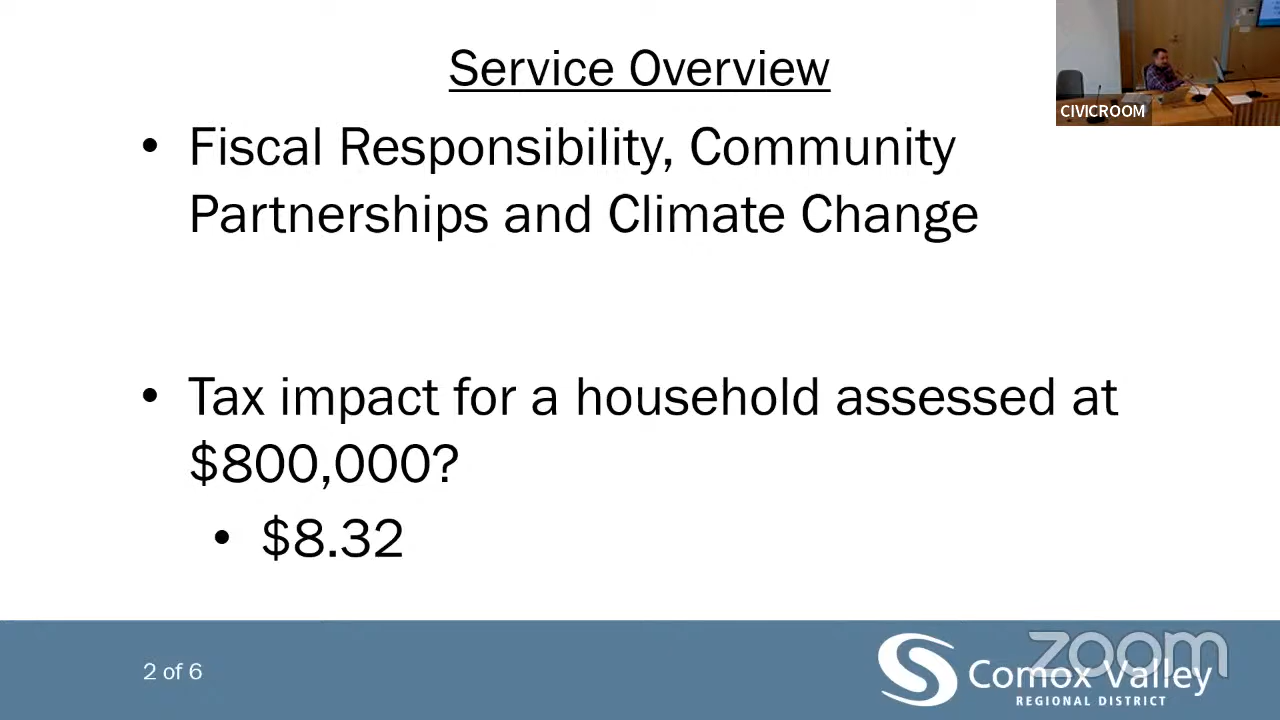 Service Overview
CIVICROOM
• Fiscal Responsibility, Community
Partnerships and Climate Change
• Tax impact for a household assessed at
$800,000?
• $8.32
2 of 6
zoom
Comox Valley
REGIONAL DISTRICT